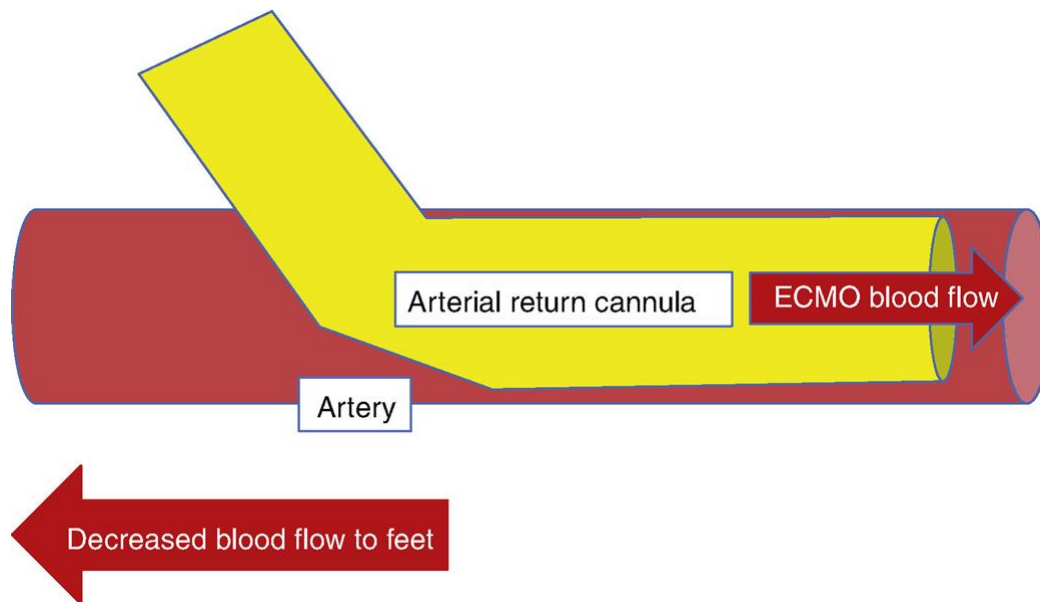 Arterial return cannula
ECMO blood flow
Artery
Decreased blood flow to feet